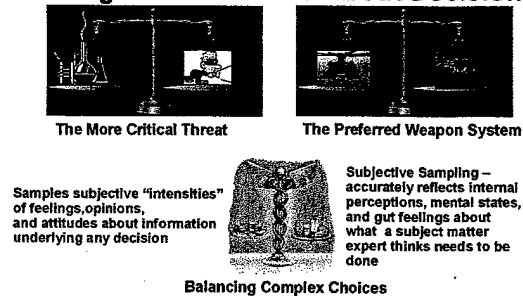 The More Critical Threat
The Preferred Weapon System
Samples subjective "intensities"
of feelings,opinions,
and attitudes about information
underlying any decision
Subjective Sampling –
accurately reflects internal
perceptions, mental states,
and gut feelings about
what a subject matter
expert thinks needs to be
done
Balancing Complex Choices